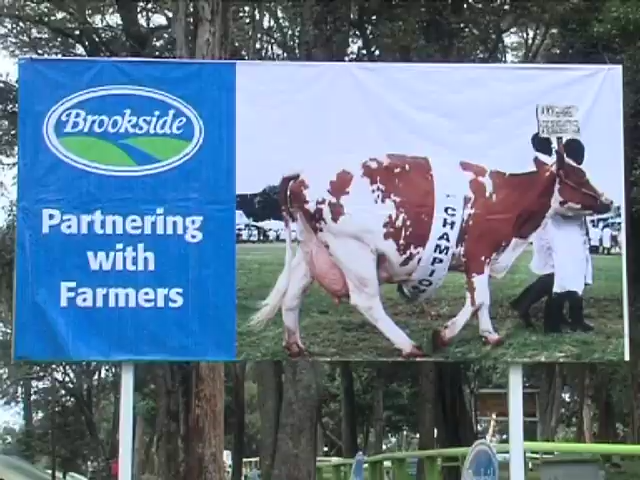 Brookside
Partnering
with
Farmers
CHAMPION